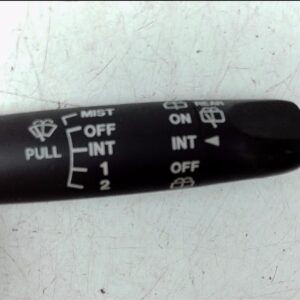 MIST
OFF
PULL
INT
1
2
REAR
ON
INT
OFF